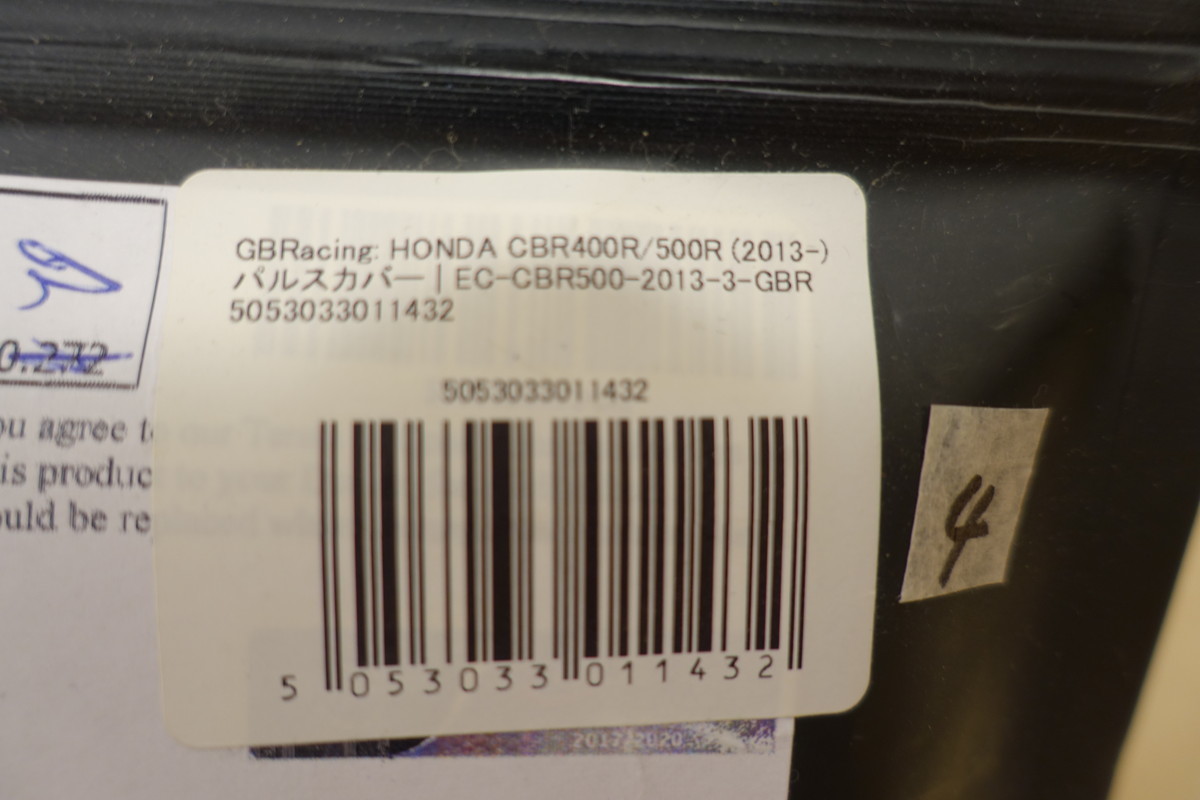 GBRacing: HONDA CBR400R/500R (2013-)
パルスカバー | EC-CBR500-2013-3-GBR
5053033011432
5053033011432
5 053033 011432
4
0.272
ou agree t
is produc
ould be re
2017/2020